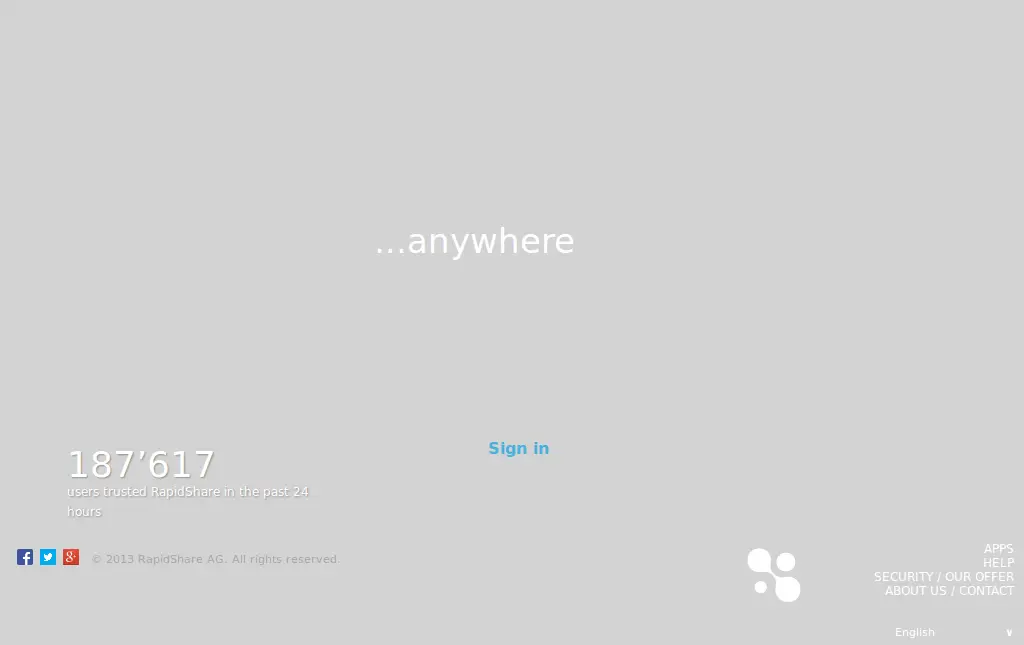 ...anywhere
Sign in
187’617
users trusted RapidShare in the past 24
hours
© 2013 RapidShare AG. All rights reserved.
APPS
HELP
SECURITY / OUR OFFER
ABOUT US / CONTACT
English